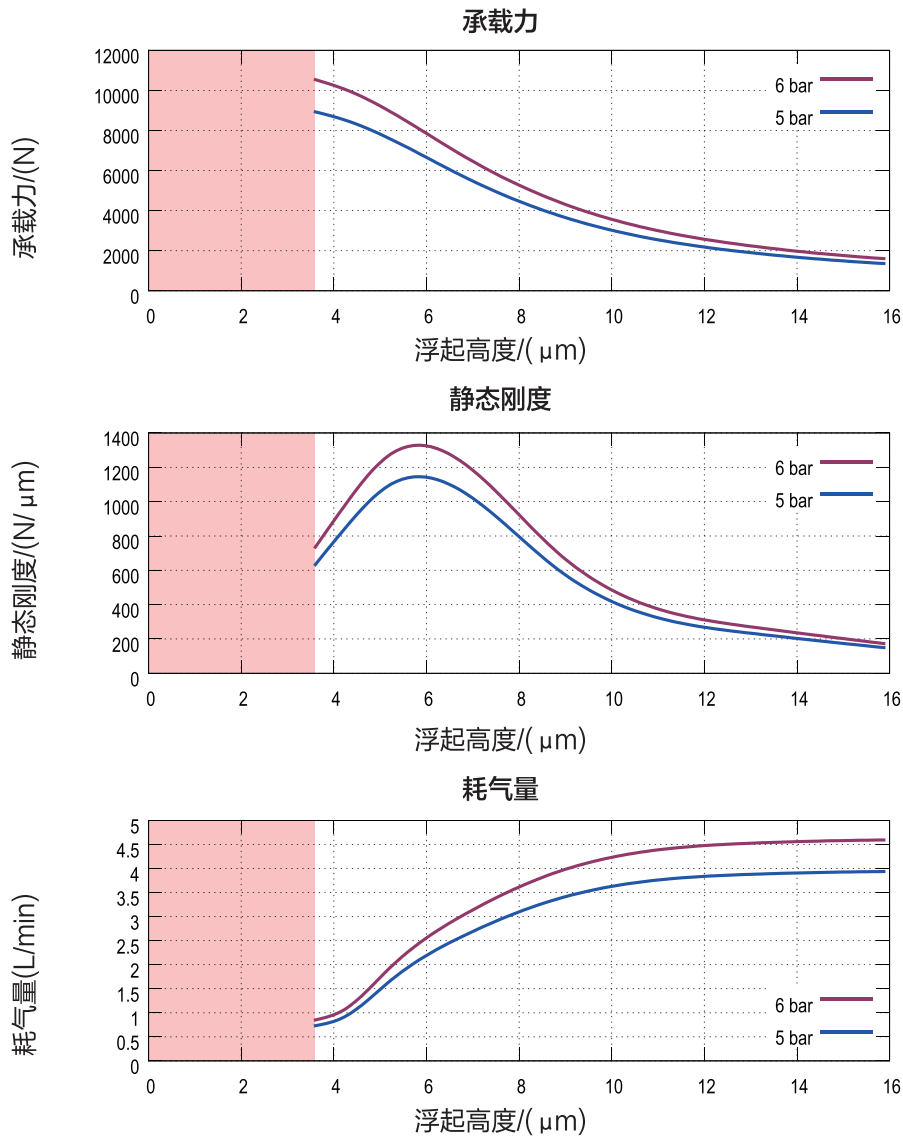 承载力
12000
10000
8000
6000
4000
2000
0
6 bar
5 bar
承载力/(N)
0 2 4 6 8 10 12 14 16
浮起高度/( μm)
静态刚度
1400
1200
1000
800
600
400
200
0
6 bar
5 bar
静态刚度/(N/ μm)
0 2 4 6 8 10 12 14 16
浮起高度/( μm)
耗气量
5
4.5
4
3.5
3
2.5
2
1.5
1
0.5
0
6 bar
5 bar
耗气量(L/min)
0 2 4 6 8 10 12 14 16
浮起高度/( μm)